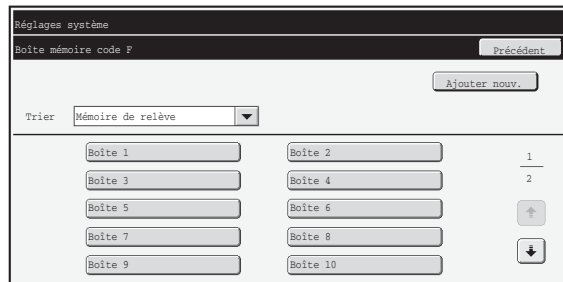 Réglages système
Boîte mémoire code F
Précédent
Ajouter nouv.
Trier Mémoire de relève
Boîte 1 Boîte 2
1
Boîte 3 Boîte 4
2
Boîte 5 Boîte 6
Boîte 7 Boîte 8
Boîte 9 Boîte 10